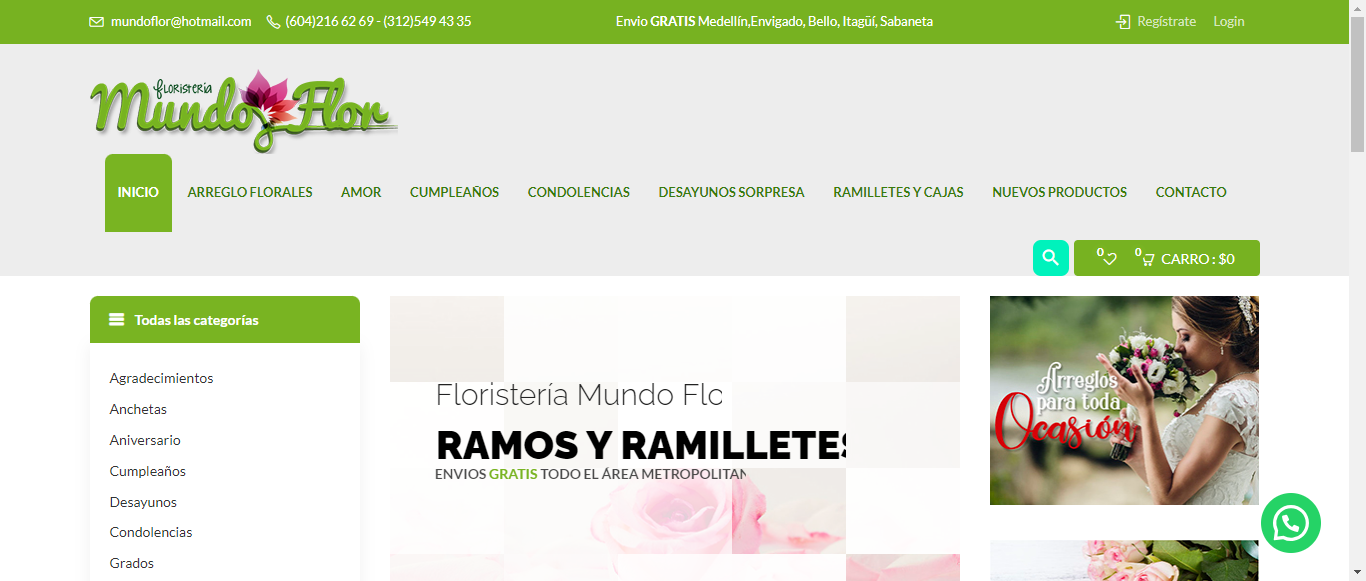 mundoflor@hotmail.com (604)216 62 69 - (312)549 43 35 Envio GRATIS Medellín,Envigado, Bello, Itagüí, Sabaneta Regístrate Login
floristería
Mundo Flor
INICIO ARREGLO FLORALES AMOR CUMPLEAÑOS CONDOLENCIAS DESAYUNOS SORPRESA RAMILLETES Y CAJAS NUEVOS PRODUCTOS CONTACTO
0 0 CARRO : $0
Todas las categorías
Agradecimientos
Anchetas
Aniversario
Cumpleaños
Desayunos
Condolencias
Grados
Floristería Mundo Flo
RAMOS Y RAMILLETES
ENVIOS GRATIS TODO EL ÁREA METROPOLITAN
Arreglos
para toda
Ocasión